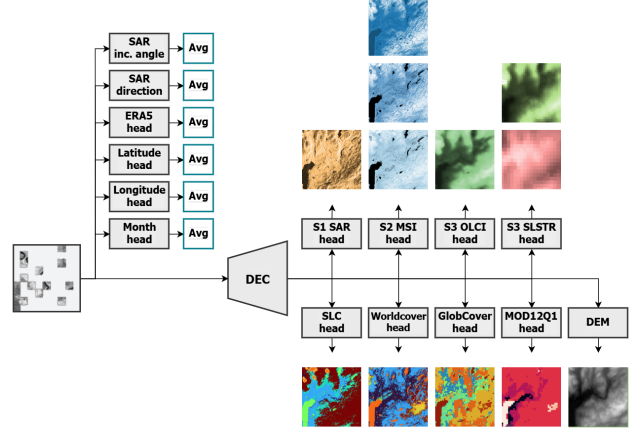 SAR
inc. angle
Avg
SAR
direction
Avg
ERA5
head
Avg
Latitude
head
Avg
Longitude
head
Avg
Month
head
Avg
DEC
S1 SAR
head
S2 MSI
head
S3 OLCI
head
S3 SLSTR
head
SLC
head
Worldcover
head
GlobCover
head
MOD12Q1
head
DEM